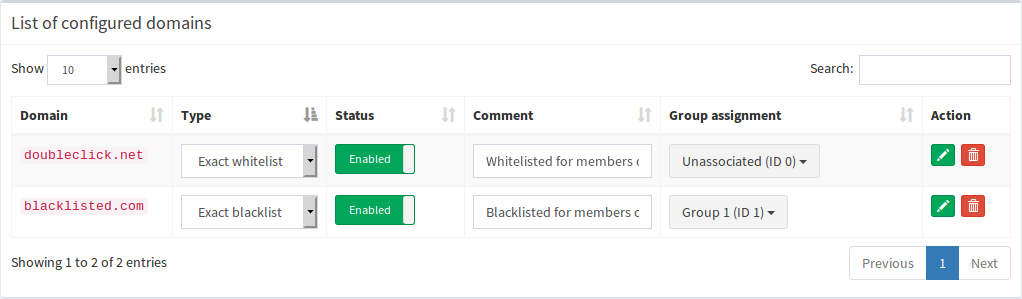 List of configured domains
Show 10 entries Search:
Domain Type Status Comment Group assignment Action
doubleclick.net Exact whitelist Enabled Whitelisted for members c Unassociated (ID 0)
blacklisted.com Exact blacklist Enabled Blacklisted for members c Group 1 (ID 1)
Showing 1 to 2 of 2 entries Previous 1 Next